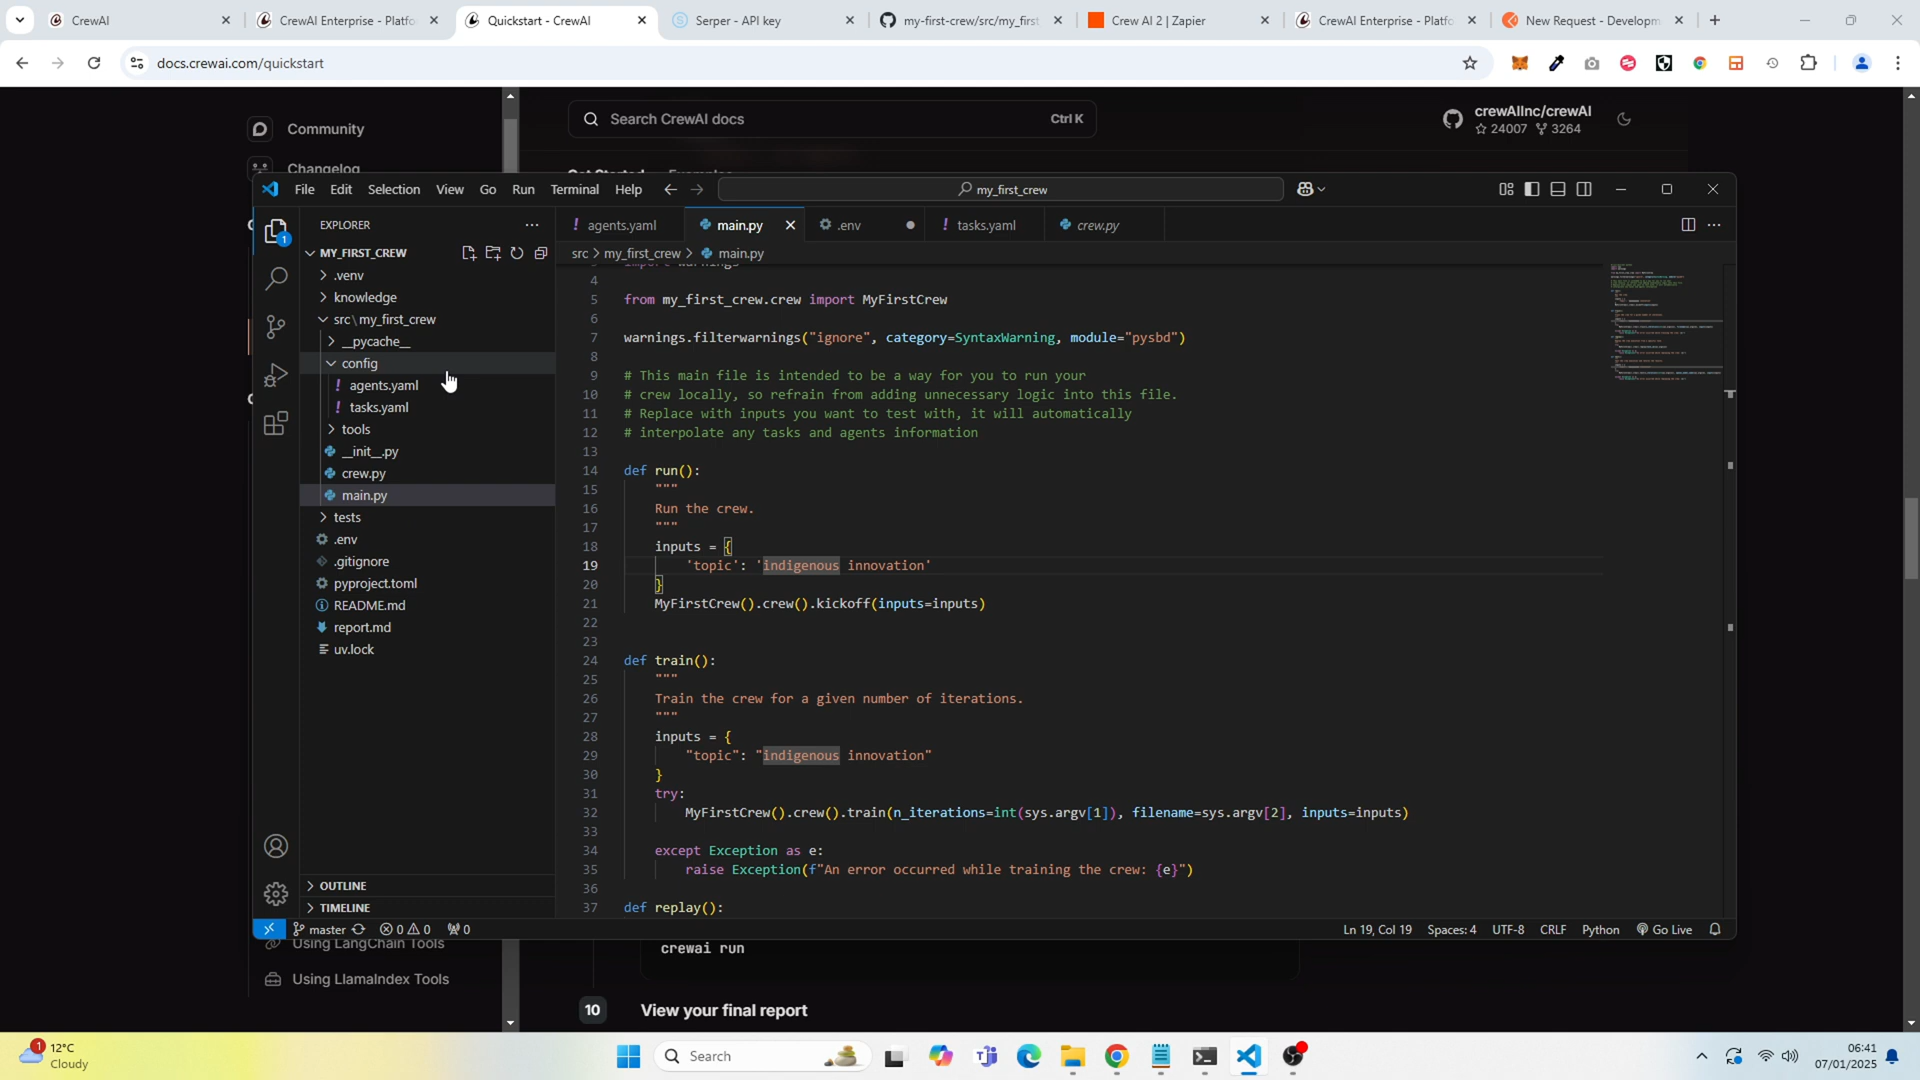 CrewAI
CrewAI Enterprise - Platfo
Quickstart - CrewAI
Serper - API key
my-first-crew/src/my_first
Crew AI 2 | Zapier
CrewAI Enterprise - Platfo
New Request - Developm
docs.crewai.com/quickstart
Community
Changelog
Search CrewAI docs
Ctrl K
crewAIInc/crewAI
24007 3264
File Edit Selection View Go Run Terminal Help
my_first_crew
EXPLORER
MY_FIRST_CREW
.venv
knowledge
src\my_first_crew
__pycache__
config
agents.yaml
tasks.yaml
tools
__init__.py
crew.py
main.py
tests
.env
.gitignore
pyproject.toml
README.md
report.md
uv.lock
OUTLINE
TIMELINE
agents.yaml
main.py
.env
tasks.yaml
crew.py
src > my_first_crew > main.py
4
5 from my_first_crew.crew import MyFirstCrew
6
7 warnings.filterwarnings("ignore", category=SyntaxWarning, module="pysbd")
8
9 # This main file is intended to be a way for you to run your
10 # crew locally, so refrain from adding unnecessary logic into this file.
11 # Replace with inputs you want to test with, it will automatically
12 # interpolate any tasks and agents information
13
14 def run():
15 """
16 Run the crew.
17 """
18 inputs = {
19 'topic': 'indigenous innovation'
20 }
21 MyFirstCrew().crew().kickoff(inputs=inputs)
22
23
24 def train():
25 """
26 Train the crew for a given number of iterations.
27 """
28 inputs = {
29 "topic": "indigenous innovation"
30 }
31 try:
32 MyFirstCrew().crew().train(n_iterations=int(sys.argv[1]), filename=sys.argv[2], inputs=inputs)
33
34 except Exception as e:
35 raise Exception(f"An error occurred while training the crew: {e}")
36
37 def replay():
master
0 0
0
Ln 19, Col 19
Spaces: 4
UTF-8
CRLF
Python
Go Live
Using LangChain Tools
Using LlamaIndex Tools
crewai run
10 View your final report
1
12°C
Cloudy
Search
06:41
07/01/2025